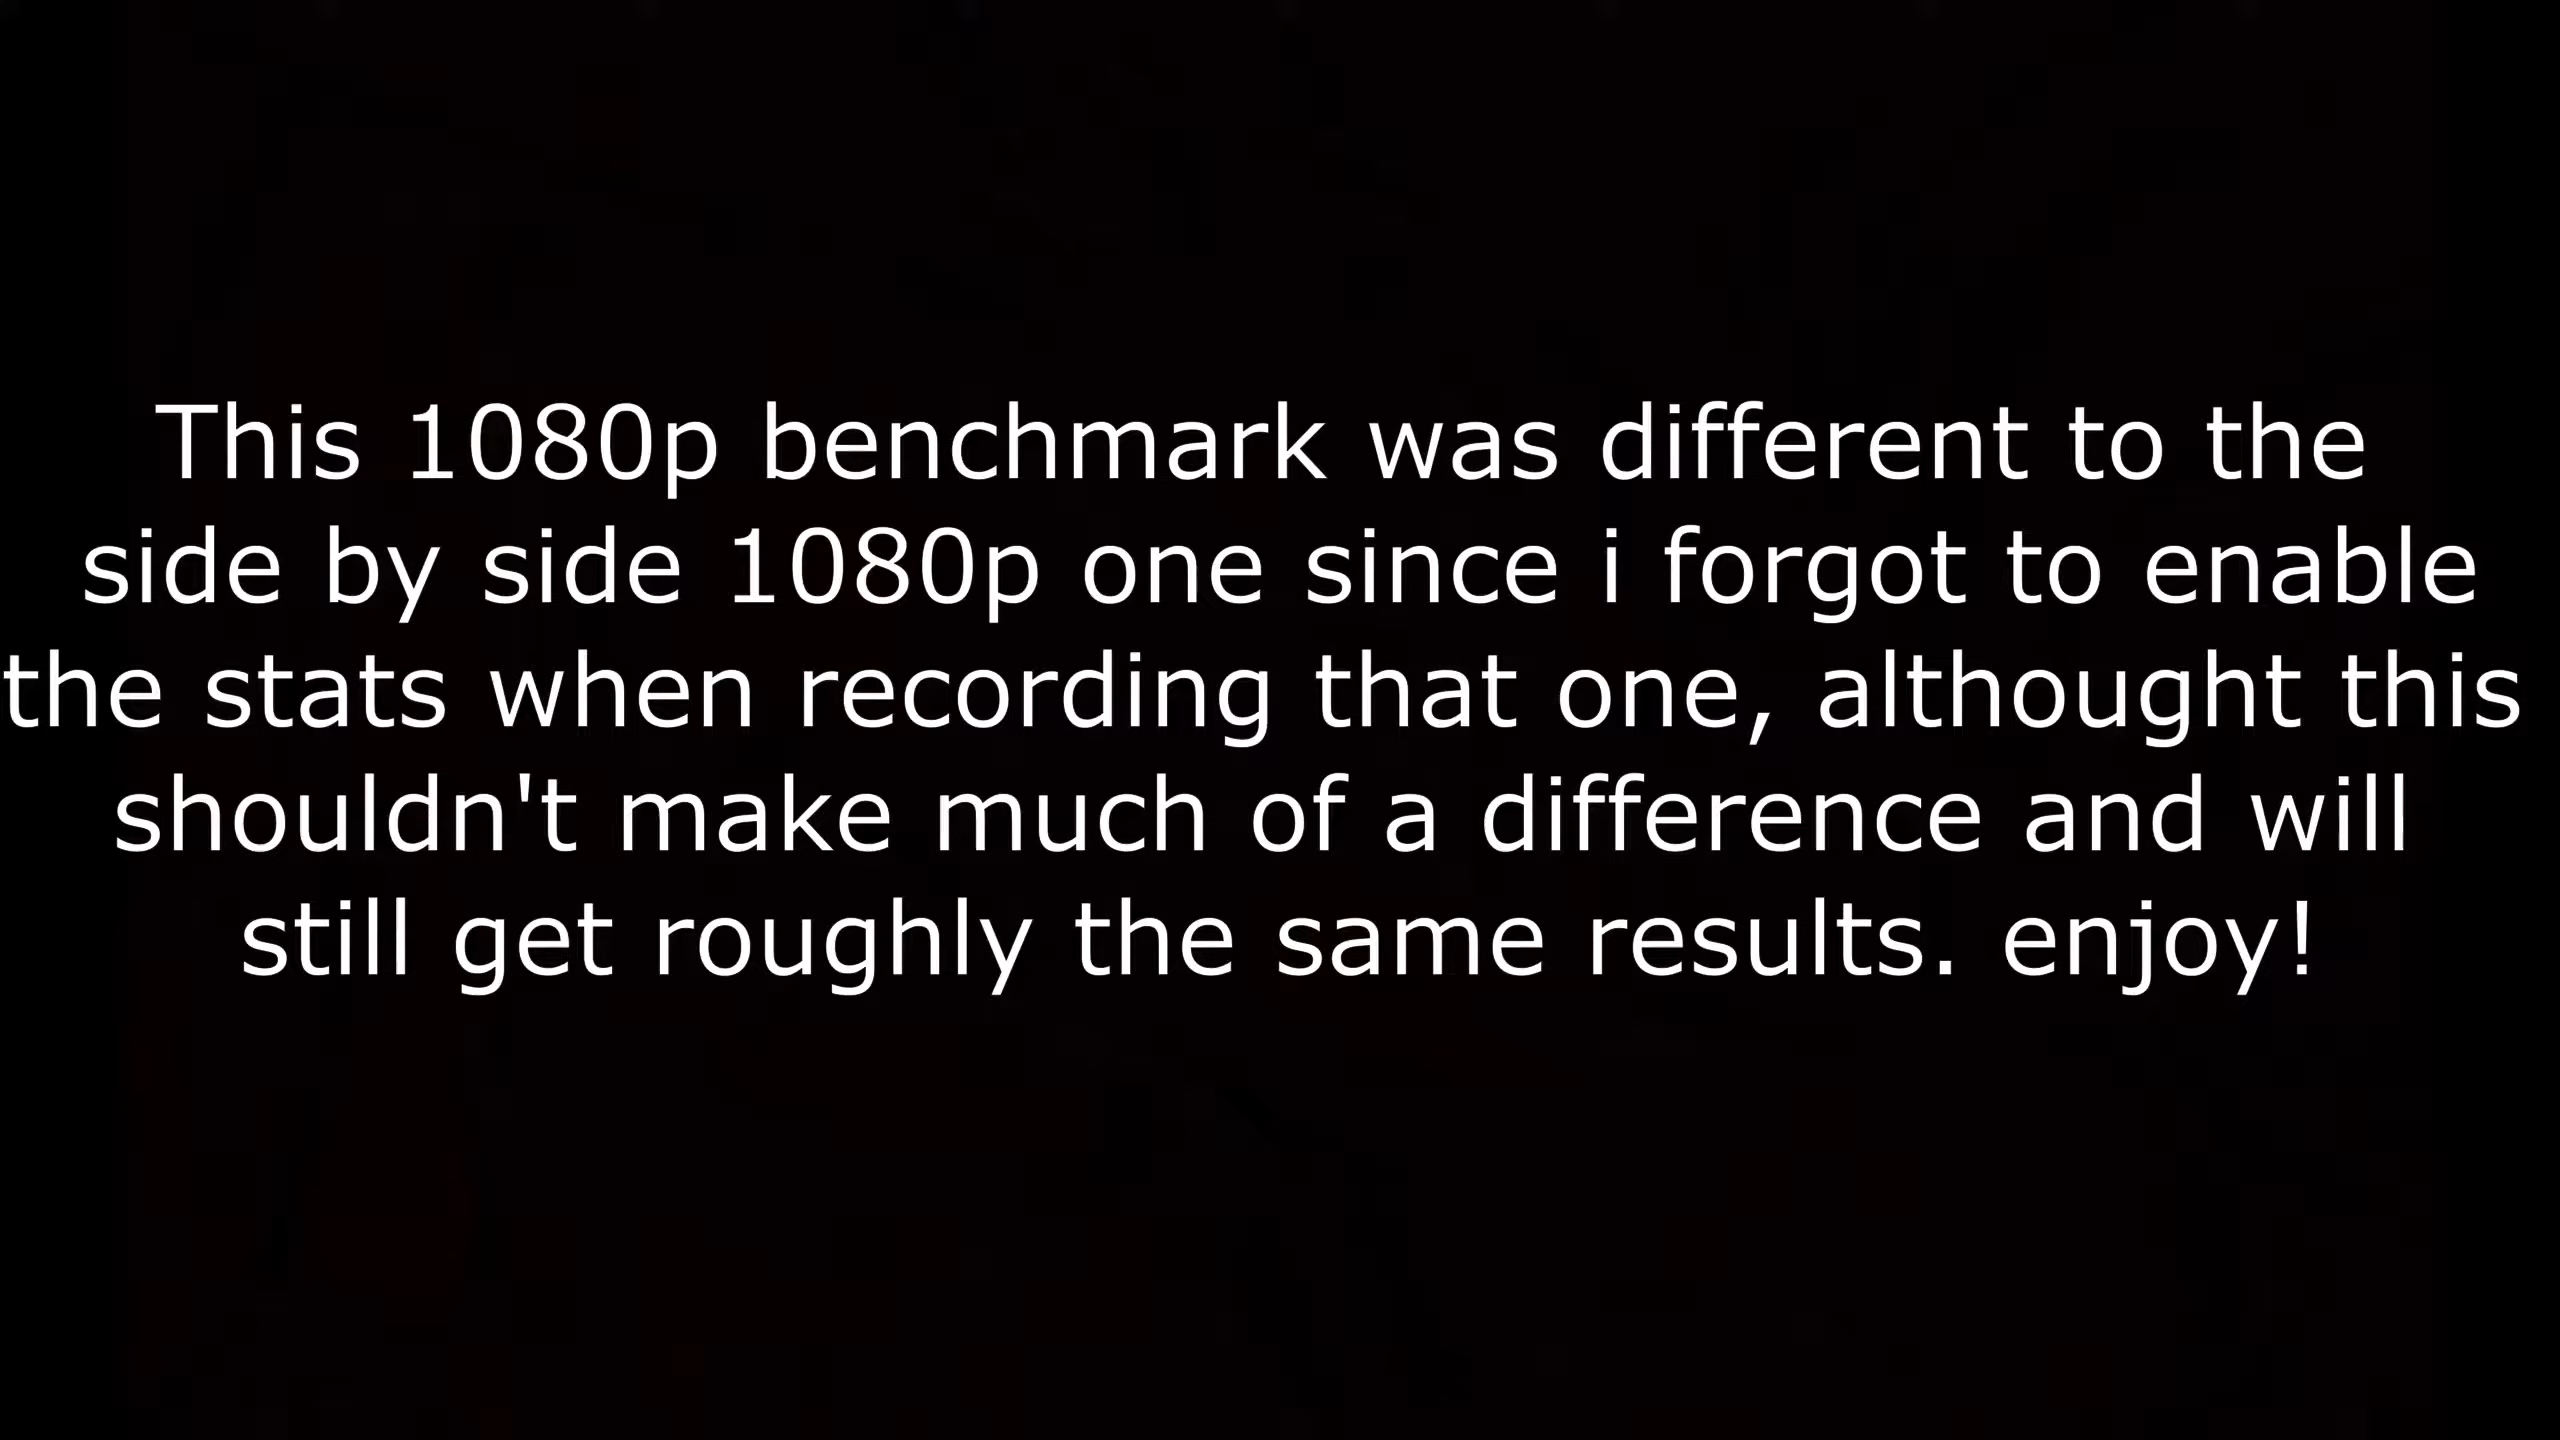 This 1080p benchmark was different to the
side by side 1080p one since i forgot to enable
the stats when recording that one, althought this
shouldn't make much of a difference and will
still get roughly the same results. enjoy!